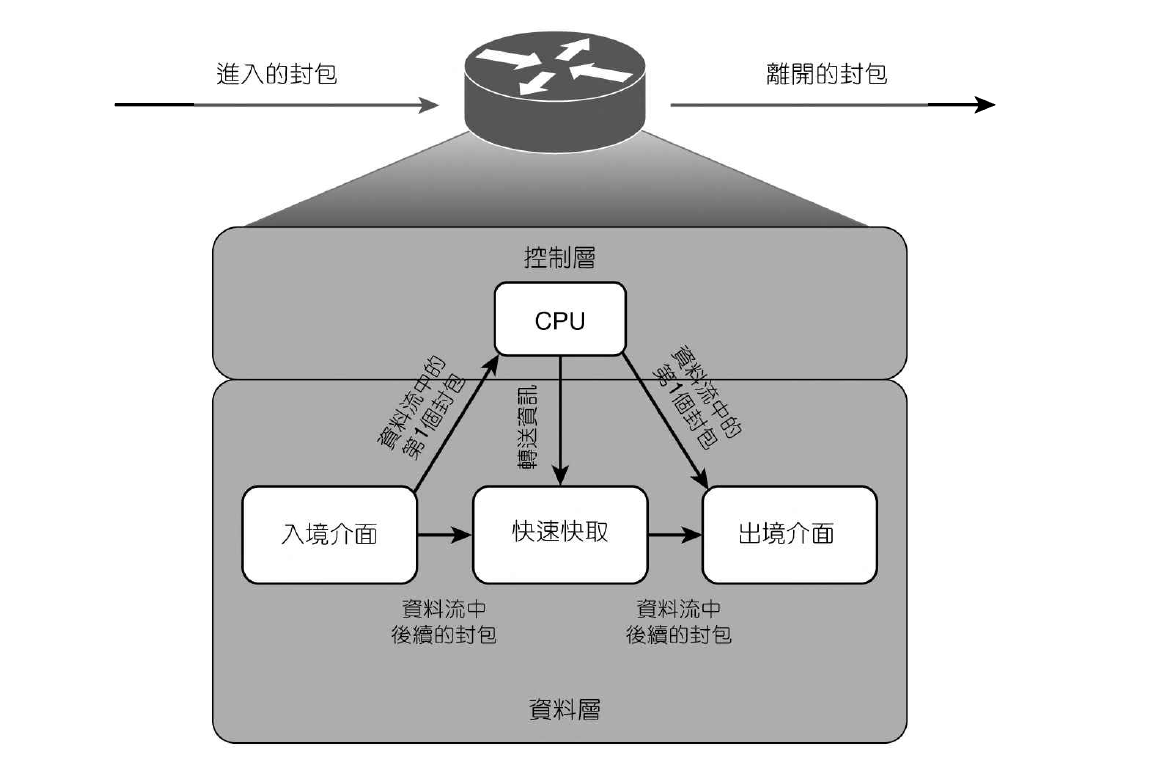 進入的封包
離開的封包
控制層
CPU
資料流中的
第1個封包
轉送資訊
資料流中的
第1個封包
入境介面
快速快取
出境介面
資料流中
後續的封包
資料流中
後續的封包
資料層